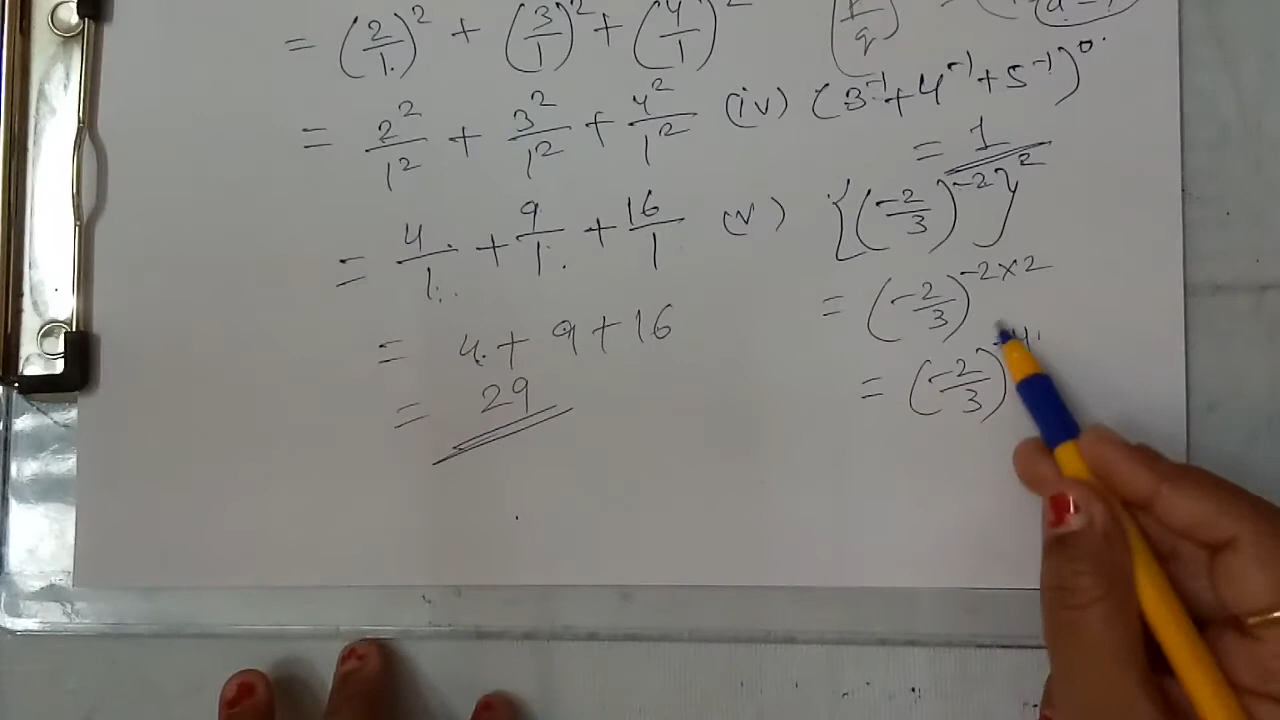 = (2/1)² + (3/1)² + (4/1)²
= 2²/1² + 3²/1² + 4²/1²
= 4/1 + 9/1 + 16/1
= 4 + 9 + 16
= 29
(p/q)
(iv) (3⁻¹ + 4⁻¹ + 5⁻¹)⁰
= 1
(v) {(-2/3)⁻²}²
= (-2/3)⁻²ˣ²
= (-2/3)⁻⁴